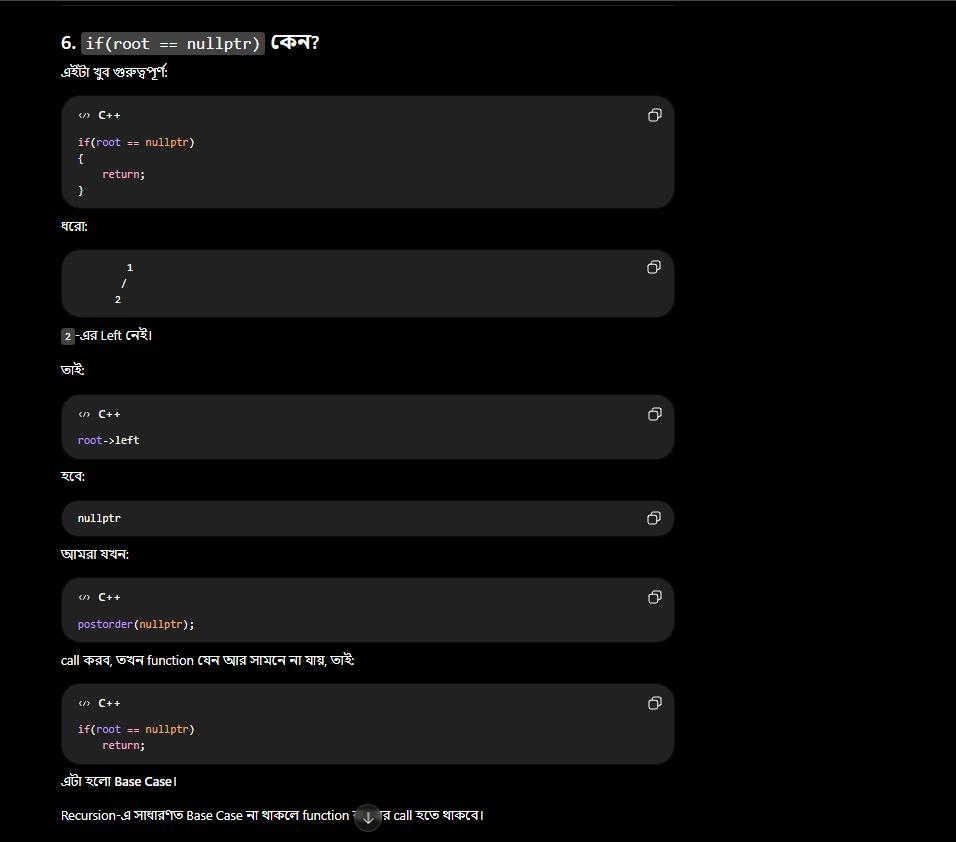 6. if(root == nullptr) কেন?
এইটা খুব গুরুত্বপূর্ণ:
C++
if(root == nullptr)
{
    return;
}
ধরো:
1
/
2
2-এর Left নেই।
তাই:
C++
root->left
হবে:
nullptr
আমরা যখন:
C++
postorder(nullptr);
call করব, তখন function যেন আর সামনে না যায়, তাই:
C++
if(root == nullptr)
    return;
এটা হলো Base Case।
Recursion-এ সাধারণত Base Case না থাকলে function call হতে থাকবে।